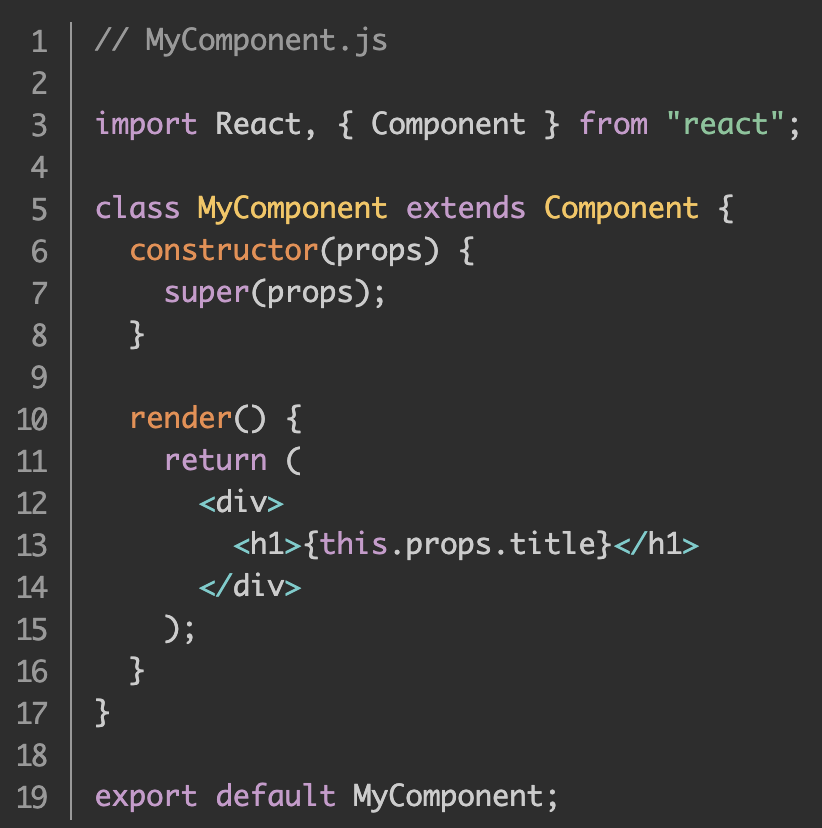 1 // MyComponent.js
2
3 import React, { Component } from "react";
4
5 class MyComponent extends Component {
6   constructor(props) {
7     super(props);
8   }
9
10   render() {
11     return (
12       <div>
13         <h1>{this.props.title}</h1>
14       </div>
15     );
16   }
17 }
18
19 export default MyComponent;